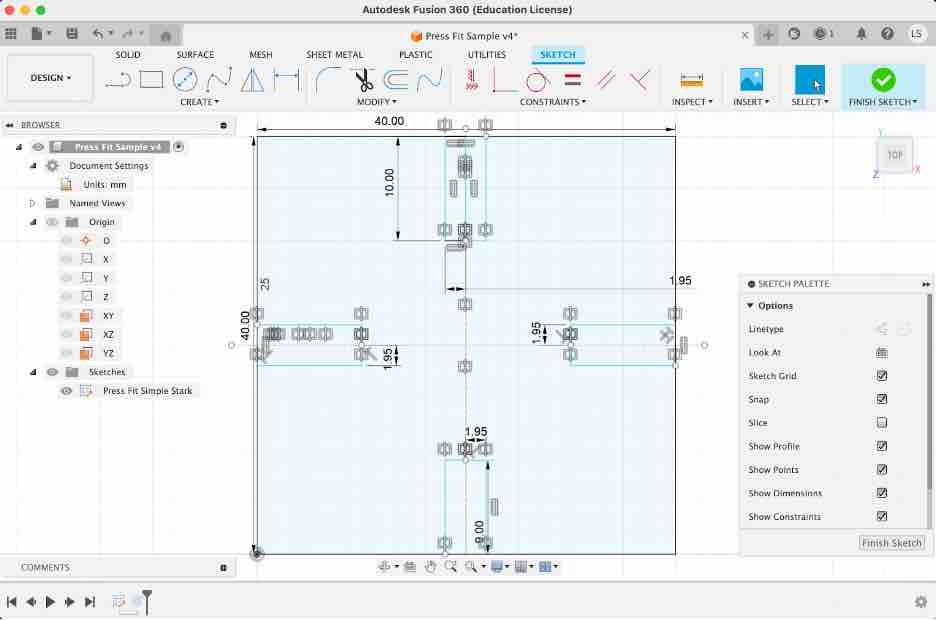 Autodesk Fusion 360 (Education License)
Press Fit Sample v4*
1
LS
DESIGN
SOLID SURFACE MESH SHEET METAL PLASTIC UTILITIES SKETCH
CREATE MODIFY CONSTRAINTS INSPECT INSERT SELECT FINISH SKETCH
BROWSER
Press Fit Sample v4
Document Settings
Units: mm
Named Views
Origin
O
X
Y
Z
XY
XZ
YZ
Sketches
Press Fit Simple Stark
40.00
10.00
1.95
25
40.00
1.95
1.95
1.95
9.00
TOP
Y
X
Z
SKETCH PALETTE
Options
Linetype
Look At
Sketch Grid
Snap
Slice
Show Profile
Show Points
Show Dimensions
Show Constraints
Finish Sketch
COMMENTS